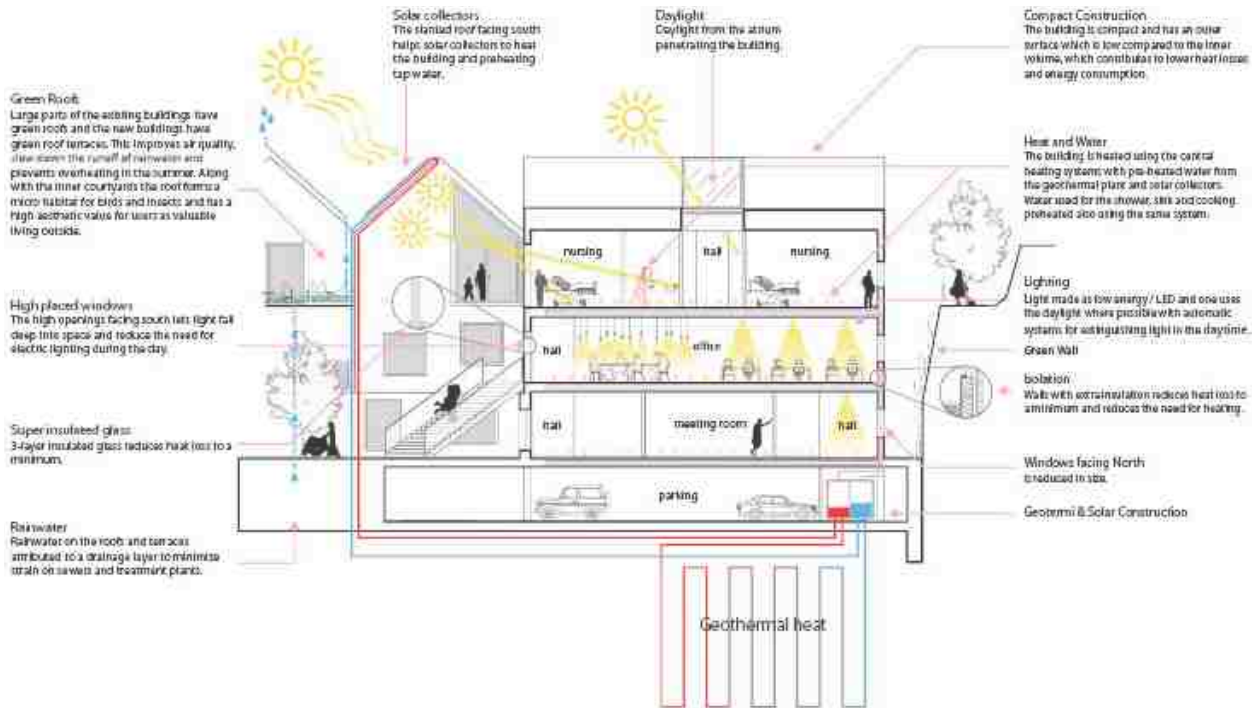 Solar collectors
The slanted roof facing south
helps solar collectors to heat
the building and preheating
tap water.
Daylight
Daylight from the atrium
penetrating the building.
Compact Construction
The building is compact and has an outer
surface which is low compared to the inner
volume, which contributes to lower heat losses
and energy consumption.
Green Roofs
Large parts of the existing buildings have
green roofs and the new buildings have
green roof terraces. This improves air quality,
slow down the runoff of rainwater and
prevents overheating in the summer. Along
with the inner courtyards the roof forms a
micro habitat for birds and insects and has a
high aesthetic value for users as valuable
living outside.
Heat and Water
The building is heated using the central
heating systems with pre-heated water from
the geothermal plant and solar collectors.
Water used for the shower, sink and cooking
preheated also using the same system.
nursing
hall
nursing
High placed windows
The high openings facing south lets light fall
deep into space and reduce the need for
electric lighting during the day.
Lighting
Light made as low energy / LED and one uses
the daylight where possible with automatic
systems for extinguishing light in the daytime.
Green Wall
hall
office
Isolation
Walls with extra insulation reduces heat loss to
a minimum and reduces the need for heating.
Super insulated glass
3-layer insulated glass reduces heat loss to a
minimum.
hall
meeting room
hall
Windows facing North
is reduced in size.
parking
Geotermi & Solar Construction
Rainwater
Rainwater on the roofs and terraces
attributed to a drainage layer to minimize
strain on sewers and treatment plants.
Geothermal heat